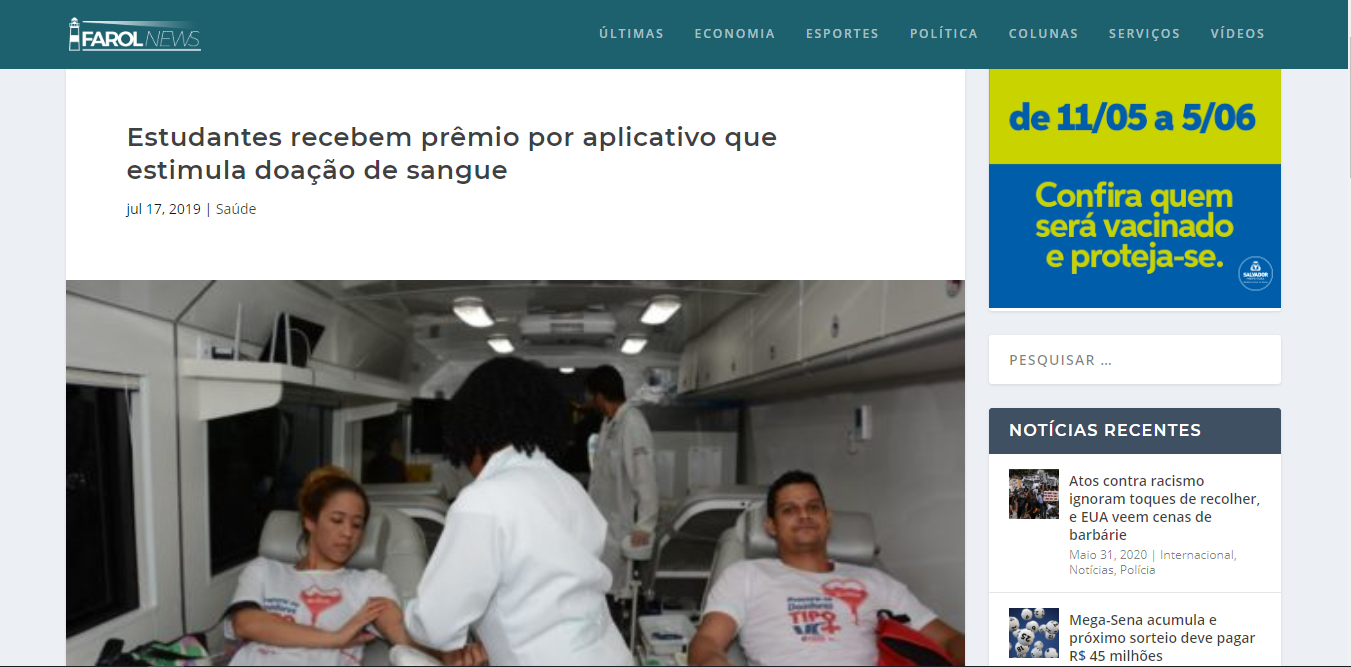 FAROL NEWS
ÚLTIMAS ECONOMIA ESPORTES POLÍTICA COLUNAS SERVIÇOS VÍDEOS
Estudantes recebem prêmio por aplicativo que
estimula doação de sangue
jul 17, 2019 | Saúde
TIPO
de 11/05 a 5/06
Confira quem
será vacinado
e proteja-se.
SALVADOR
PESQUISAR ...
NOTÍCIAS RECENTES
Atos contra racismo
ignoram toques de recolher,
e EUA veem cenas de
barbárie
Maio 31, 2020 | Internacional,
Notícias, Polícia
Mega-Sena acumula e
próximo sorteio deve pagar
R$ 45 milhões